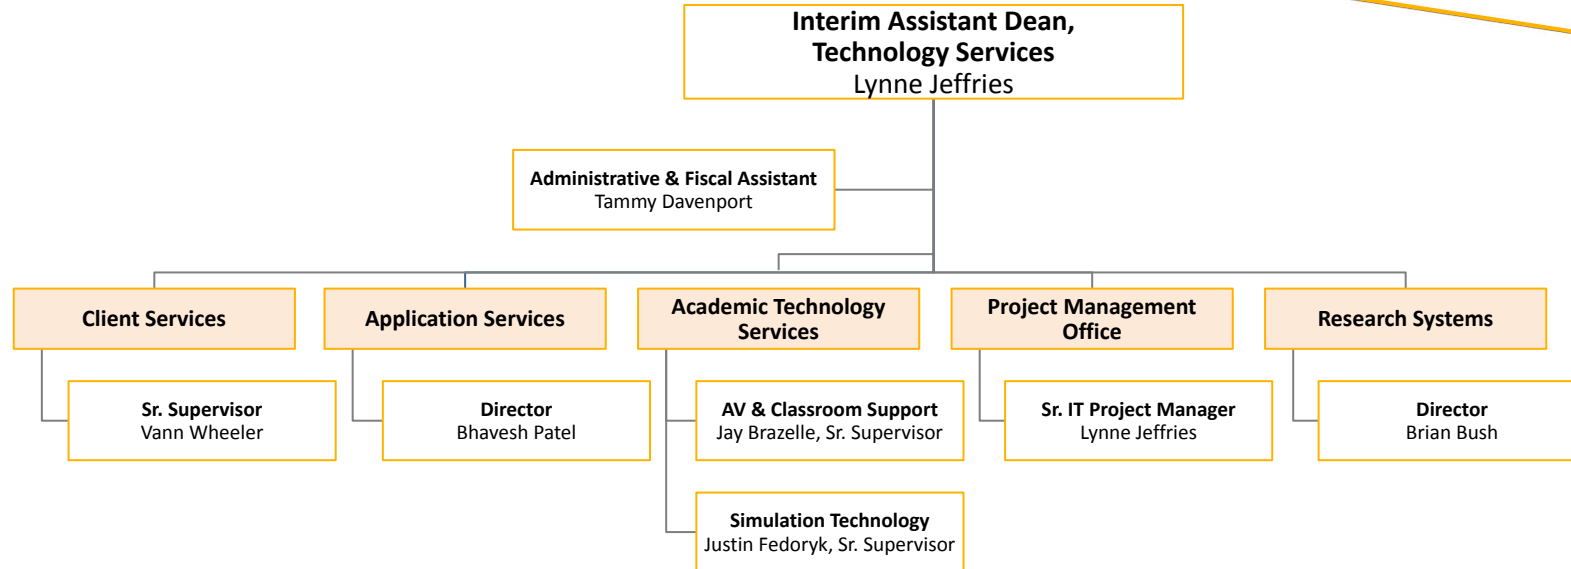 Interim Assistant Dean,
Technology Services
Lynne Jeffries
Administrative & Fiscal Assistant
Tammy Davenport
Client Services
Application Services
Academic Technology
Services
Project Management
Office
Research Systems
Sr. Supervisor
Vann Wheeler
Director
Bhavesh Patel
AV & Classroom Support
Jay Brazelle, Sr. Supervisor
Sr. IT Project Manager
Lynne Jeffries
Director
Brian Bush
Simulation Technology
Justin Fedoryk, Sr. Supervisor